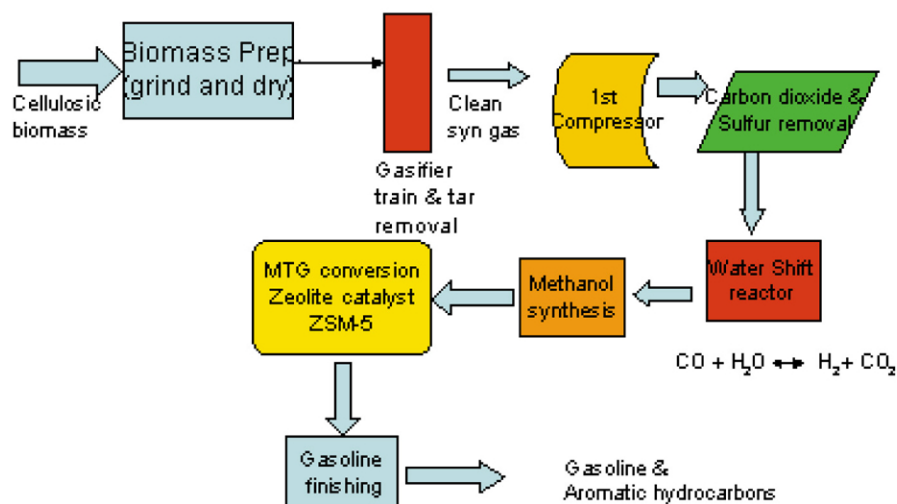 Biomass Prep
(grind and dry)
Cellulosic
biomass
Gasifier
train & tar
removal
Clean
syn gas
1st
Compressor
Carbon dioxide &
Sulfur removal
Water Shift
reactor
CO + H₂O ↔ H₂ + CO₂
Methanol
synthesis
MTG conversion
Zeolite catalyst
ZSM-5
Gasoline
finishing
Gasoline &
Aromatic hydrocarbons